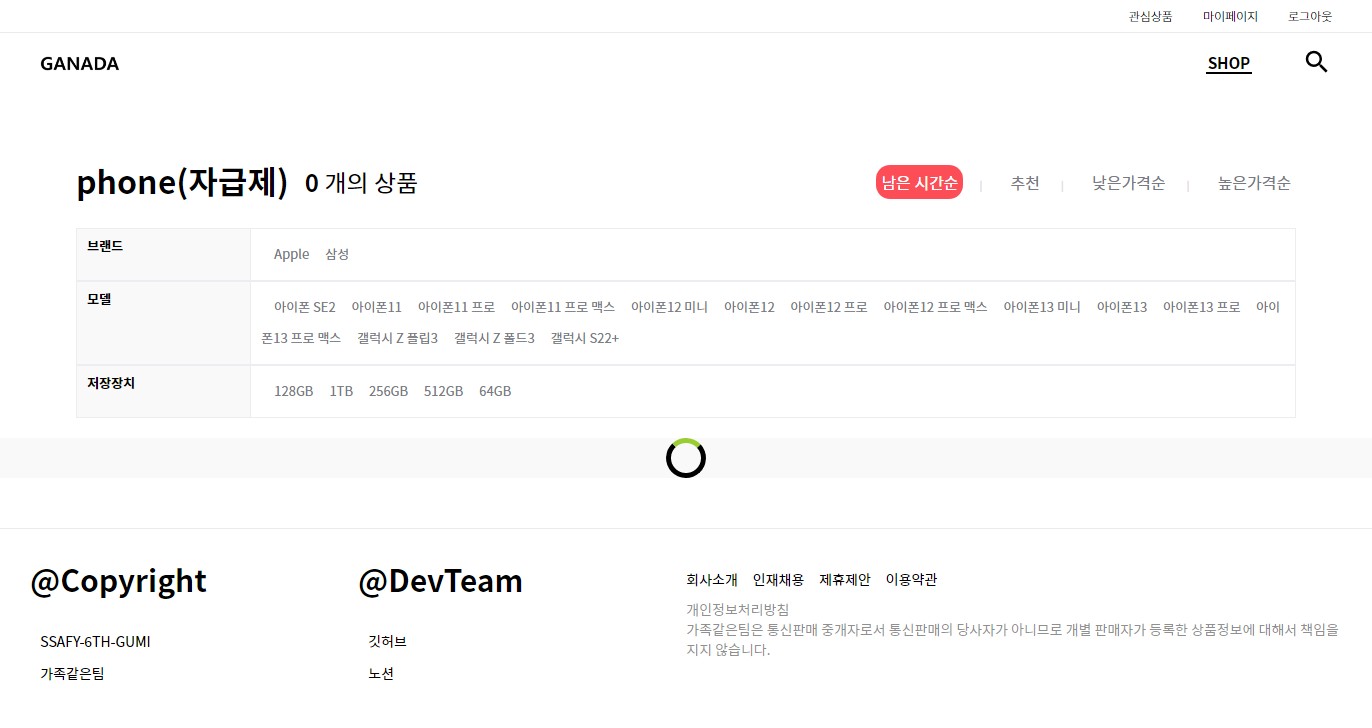 관심상품 마이페이지 로그아웃
GANADA SHOP
phone(자급제) 0 개의 상품 남은 시간순 | 추천 | 낮은가격순 | 높은가격순
브랜드 Apple 삼성
모델 아이폰 SE2 아이폰11 아이폰11 프로 아이폰11 프로 맥스 아이폰12 미니 아이폰12 아이폰12 프로 아이폰12 프로 맥스 아이폰13 미니 아이폰13 아이폰13 프로 아이
폰13 프로 맥스 갤럭시 Z 플립3 갤럭시 Z 폴드3 갤럭시 S22+
저장장치 128GB 1TB 256GB 512GB 64GB
@Copyright
SSAFY-6TH-GUMI
가족같은팀
@DevTeam
깃허브
노션
회사소개 인재채용 제휴제안 이용약관
개인정보처리방침
가족같은팀은 통신판매 중개자로서 통신판매의 당사자가 아니므로 개별 판매자가 등록한 상품정보에 대해서 책임을
지지 않습니다.